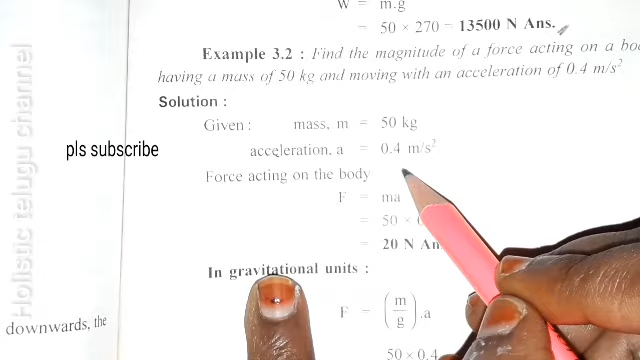 W = m.g
= 50 × 270 = 13500 N Ans.
Example 3.2 : Find the magnitude of a force acting on a
having a mass of 50 kg and moving with an acceleration of 0.4 m/s²
Solution :
Given : mass, m = 50 kg
pls subscribe
acceleration, a = 0.4 m/s²
Force acting on the body
F = ma
= 50 ×
= 20 N
In gravitational units :
F = (m/g).a
downwards, the
50 × 0.4
Holistic telugu channel